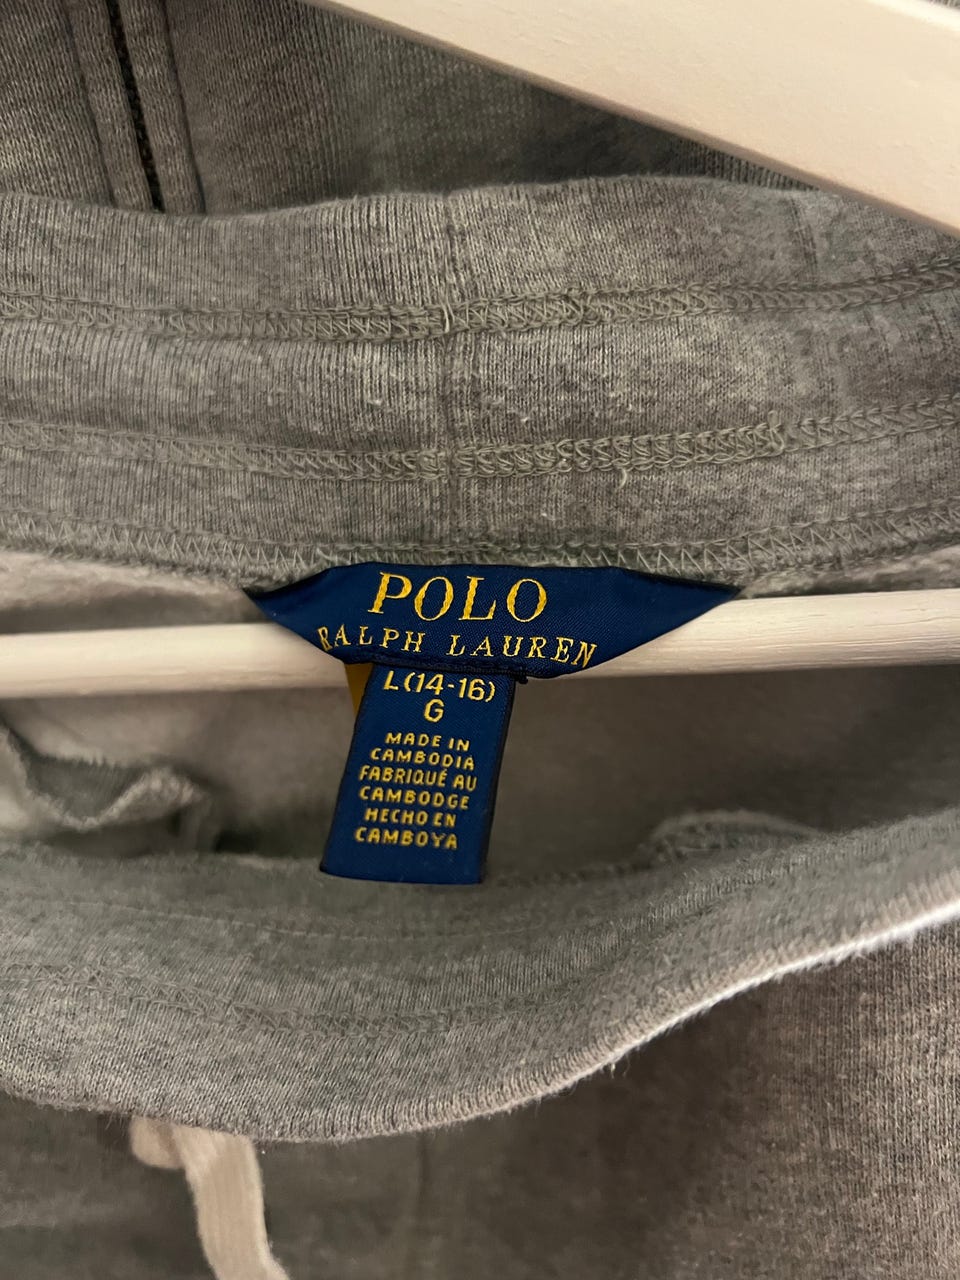 POLO
RALPH LAUREN
L(14-16)
G
MADE IN
CAMBODIA
FABRIQUÉ AU
CAMBODGE
HECHO EN
CAMBOYA